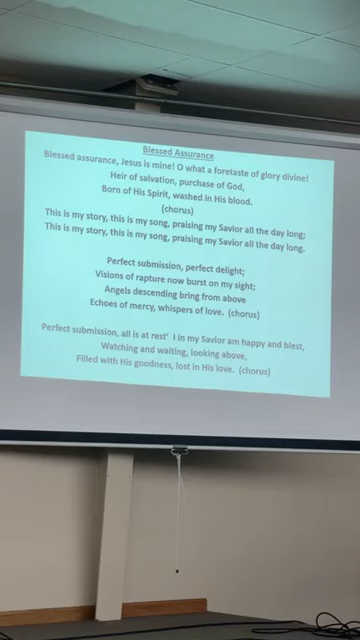 Blessed Assurance
Blessed assurance, Jesus is mine! O what a foretaste of glory divine!
Heir of salvation, purchase of God,
Born of His Spirit, washed in His blood.
(chorus)
This is my story, this is my song, praising my Savior all the day long;
This is my story, this is my song, praising my Savior all the day long.
Perfect submission, perfect delight;
Visions of rapture now burst on my sight;
Angels descending bring from above
Echoes of mercy, whispers of love. (chorus)
Perfect submission, all is at rest' I in my Savior am happy and blest,
Watching and waiting, looking above,
Filled with His goodness, lost in His love. (chorus)